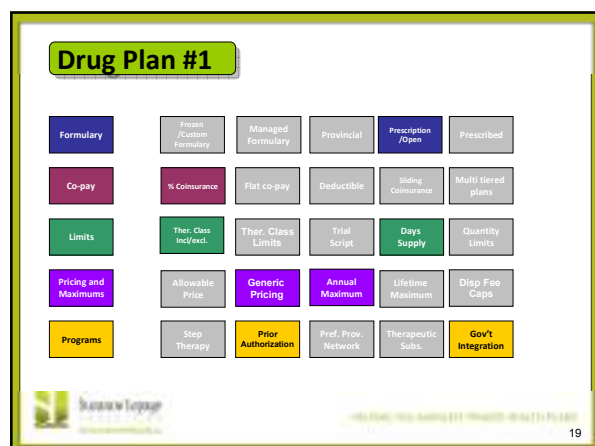 Drug Plan #1
Formulary
Frozen
/Custom
Formulary
Managed
Formulary
Provincial
Prescription
/Open
Prescribed
Co-pay
% Coinsurance
Flat co-pay
Deductible
Sliding
Coinsurance
Multi tiered
plans
Limits
Ther. Class
Incl/excl.
Ther. Class
Limits
Trial
Script
Days
Supply
Quantity
Limits
Pricing and
Maximums
Allowable
Price
Generic
Pricing
Annual
Maximum
Lifetime
Maximum
Disp Fee
Caps
Programs
Step
Therapy
Prior
Authorization
Pref. Prov.
Network
Therapeutic
Subs.
Gov't
Integration
19